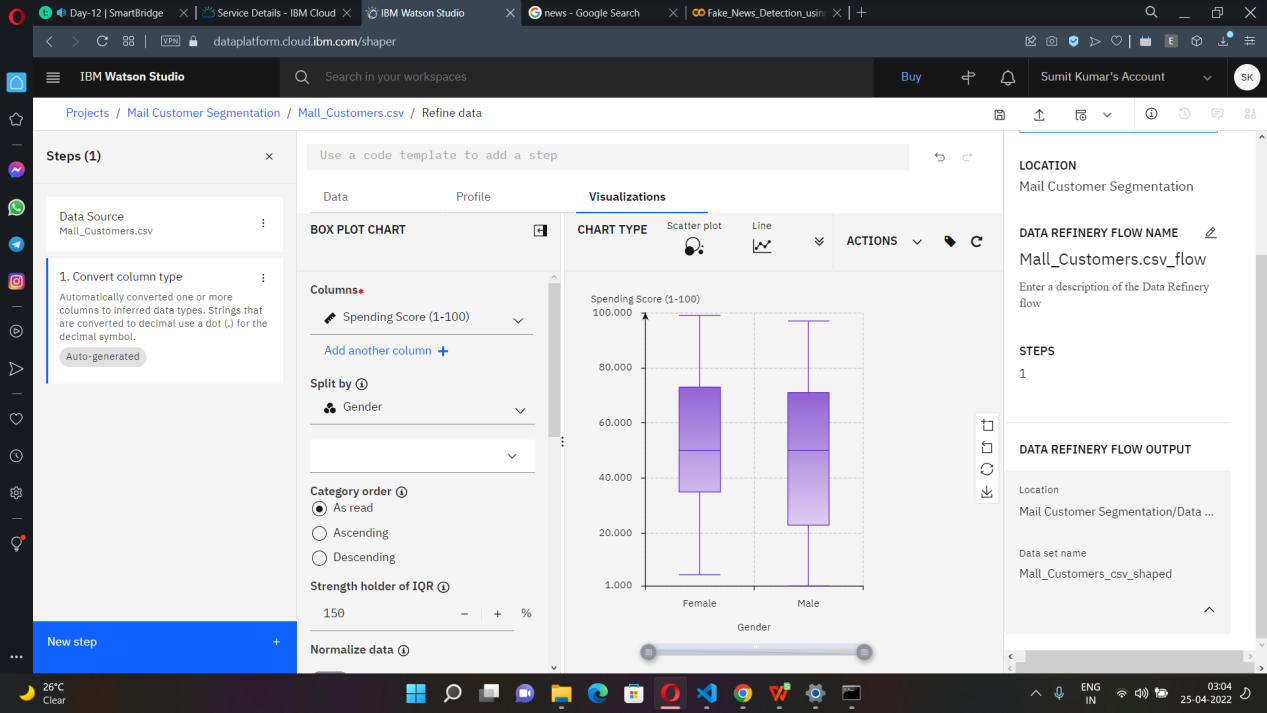 Day-12 | SmartBridge
Service Details - IBM Cloud
IBM Watson Studio
news - Google Search
Fake_News_Detection_usin
VPN
dataplatform.cloud.ibm.com/shaper
IBM Watson Studio
Search in your workspaces
Buy
Sumit Kumar's Account
SK
Projects / Mail Customer Segmentation / Mall_Customers.csv / Refine data
Steps (1)
Data Source
Mall_Customers.csv
1. Convert column type
Automatically converted one or more
columns to inferred data types. Strings that
are converted to decimal use a dot (.) for the
decimal symbol.
Auto-generated
New step +
Use a code template to add a step
Data
Profile
Visualizations
BOX PLOT CHART
Columns*
Spending Score (1-100)
Add another column +
Split by
Gender
Category order
As read
Ascending
Descending
Strength holder of IQR
150 − + %
Normalize data
CHART TYPE
Scatter plot
Line
ACTIONS
Spending Score (1-100)
100.000
80.000
60.000
40.000
20.000
1.000
Female
Male
Gender
LOCATION
Mail Customer Segmentation
DATA REFINERY FLOW NAME
Mall_Customers.csv_flow
Enter a description of the Data Refinery
flow
STEPS
1
DATA REFINERY FLOW OUTPUT
Location
Mail Customer Segmentation/Data ...
Data set name
Mall_Customers_csv_shaped
26°C
Clear
ENG
IN
03:04
25-04-2022